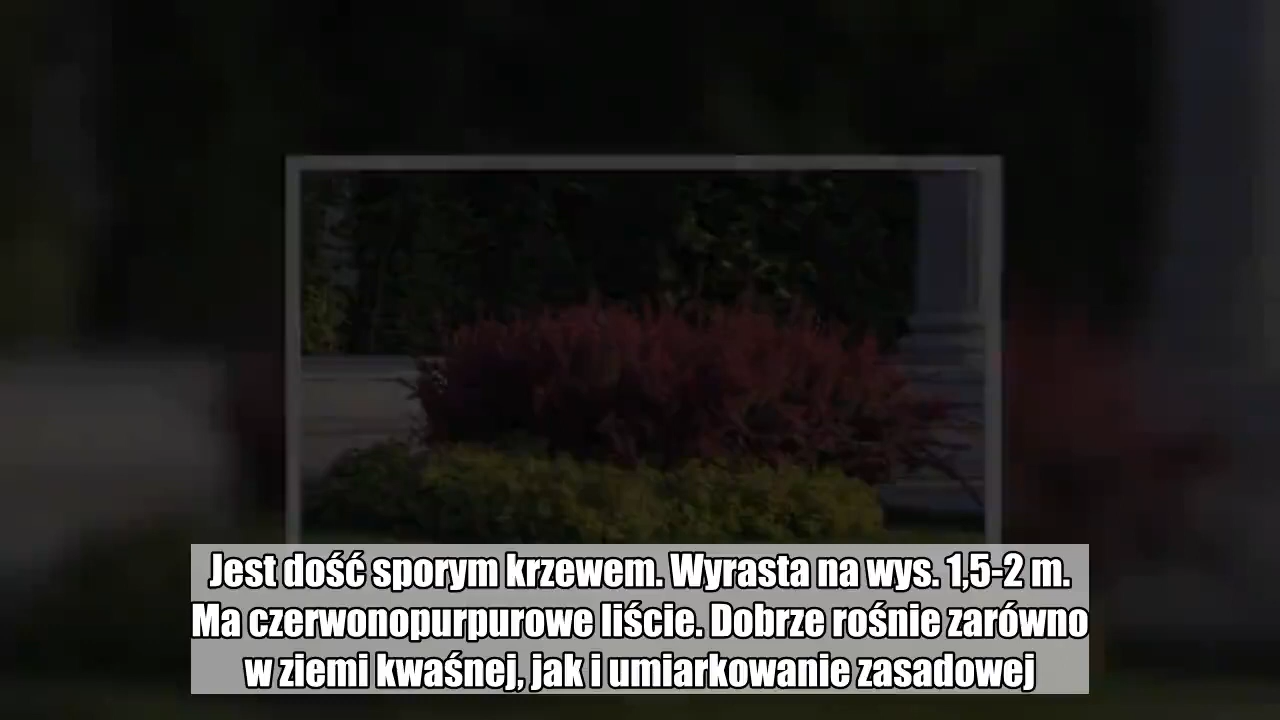 Jest dość sporym krzewem. Wyrasta na wys. 1,5-2 m.
Ma czerwonopurpurowe liście. Dobrze rośnie zarówno
w ziemi kwaśnej, jak i umiarkowanie zasadowej